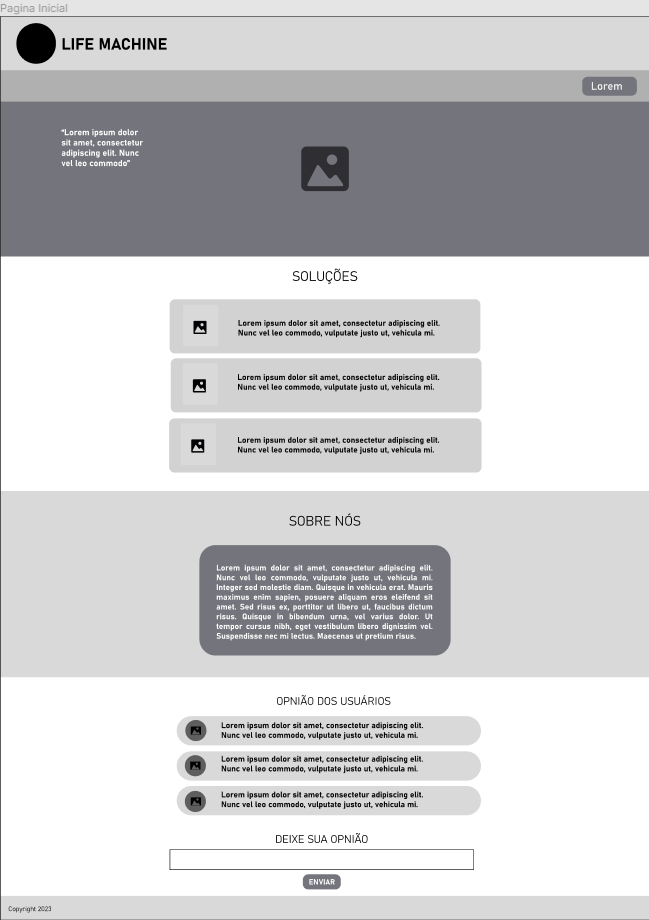 Pagina Inicial
LIFE MACHINE
Lorem
"Lorem ipsum dolor
sit amet, consectetur
adipiscing elit. Nunc
vel leo commodo"
SOLUÇÕES
Lorem ipsum dolor sit amet, consectetur adipiscing elit.
Nunc vel leo commodo, vulputate justo ut, vehicula mi.
Lorem ipsum dolor sit amet, consectetur adipiscing elit.
Nunc vel leo commodo, vulputate justo ut, vehicula mi.
Lorem ipsum dolor sit amet, consectetur adipiscing elit.
Nunc vel leo commodo, vulputate justo ut, vehicula mi.
SOBRE NÓS
Lorem ipsum dolor sit amet, consectetur adipiscing elit.
Nunc vel leo commodo, vulputate justo ut, vehicula mi.
Integer sed molestie diam. Quisque in vehicula erat. Mauris
maximus enim sapien, posuere aliquam eros eleifend sit
amet. Sed risus ex, porttitor ut libero ut, faucibus dictum
risus. Quisque in bibendum urna, vel varius dolor. Ut
tempor cursus nibh, eget vestibulum libero dignissim vel.
Suspendisse nec mi lectus. Maecenas ut pretium risus.
OPNIÃO DOS USUÁRIOS
Lorem ipsum dolor sit amet, consectetur adipiscing elit.
Nunc vel leo commodo, vulputate justo ut, vehicula mi.
Lorem ipsum dolor sit amet, consectetur adipiscing elit.
Nunc vel leo commodo, vulputate justo ut, vehicula mi.
Lorem ipsum dolor sit amet, consectetur adipiscing elit.
Nunc vel leo commodo, vulputate justo ut, vehicula mi.
DEIXE SUA OPNIÃO
ENVIAR
Copyright 2023